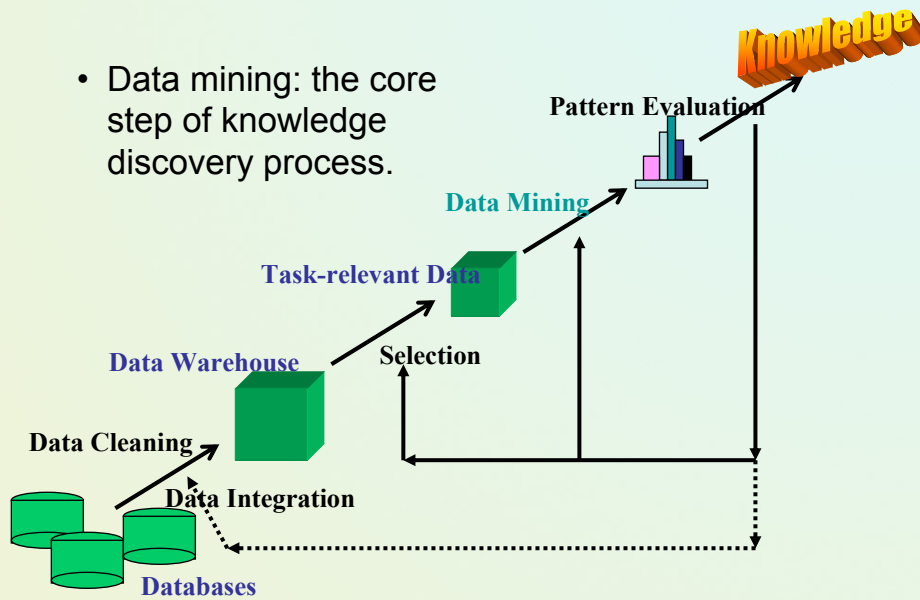 Knowledge
• Data mining: the core
step of knowledge
discovery process.
Pattern Evaluation
Data Mining
Task-relevant Data
Selection
Data Warehouse
Data Cleaning
Data Integration
Databases